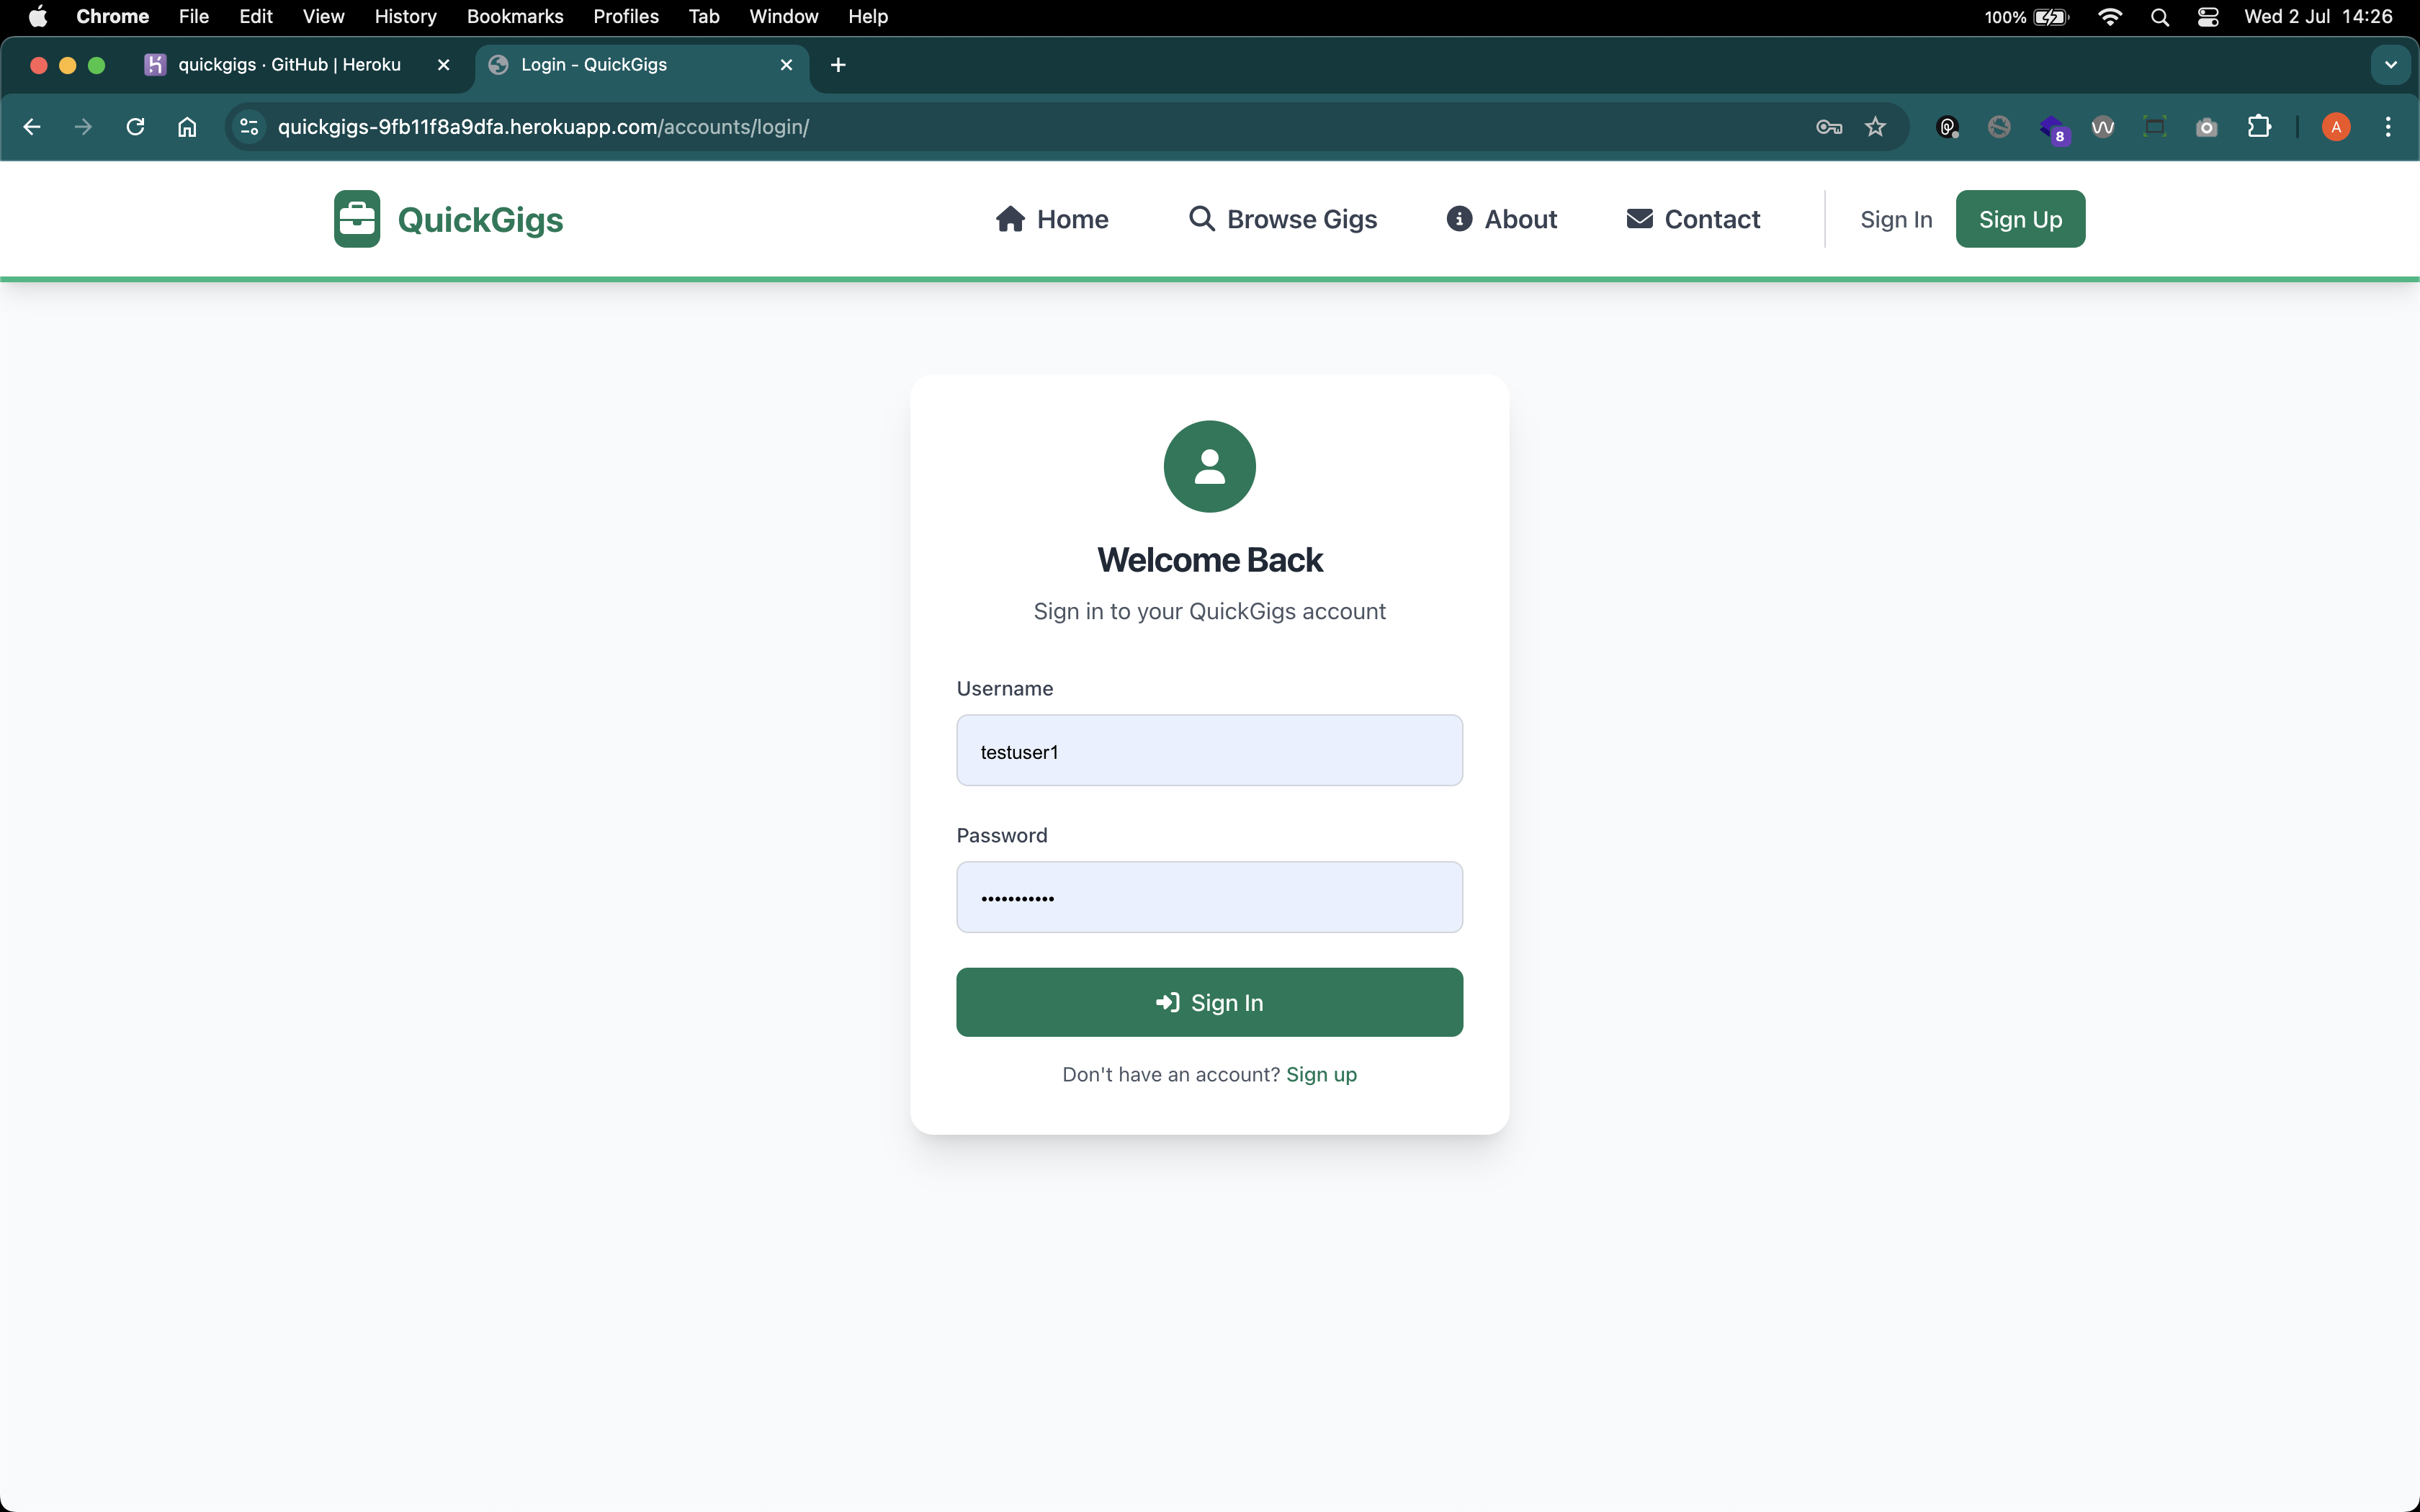 Chrome File Edit View History Bookmarks Profiles Tab Window Help 100% Wed 2 Jul 14:26
quickgigs · GitHub | Heroku Login - QuickGigs
quickgigs-9fb11f8a9dfa.herokuapp.com/accounts/login/ 8 A
QuickGigs Home Browse Gigs About Contact Sign In Sign Up
Welcome Back
Sign in to your QuickGigs account
Username
testuser1
Password
•••••••••••
Sign In
Don't have an account? Sign up